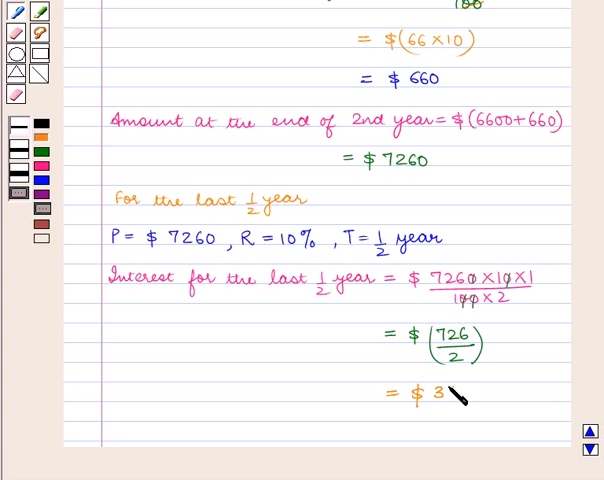 100
= $(66×10)
= $ 660
Amount at the end of 2nd year = $(6600+660)
= $ 7260
For the last 1/2 year
P = $ 7260 , R = 10% , T = 1/2 year
Interest for the last 1/2 year = $ 7260 × 10 × 1 / 100 × 2
= $ (726/2)
= $ 3